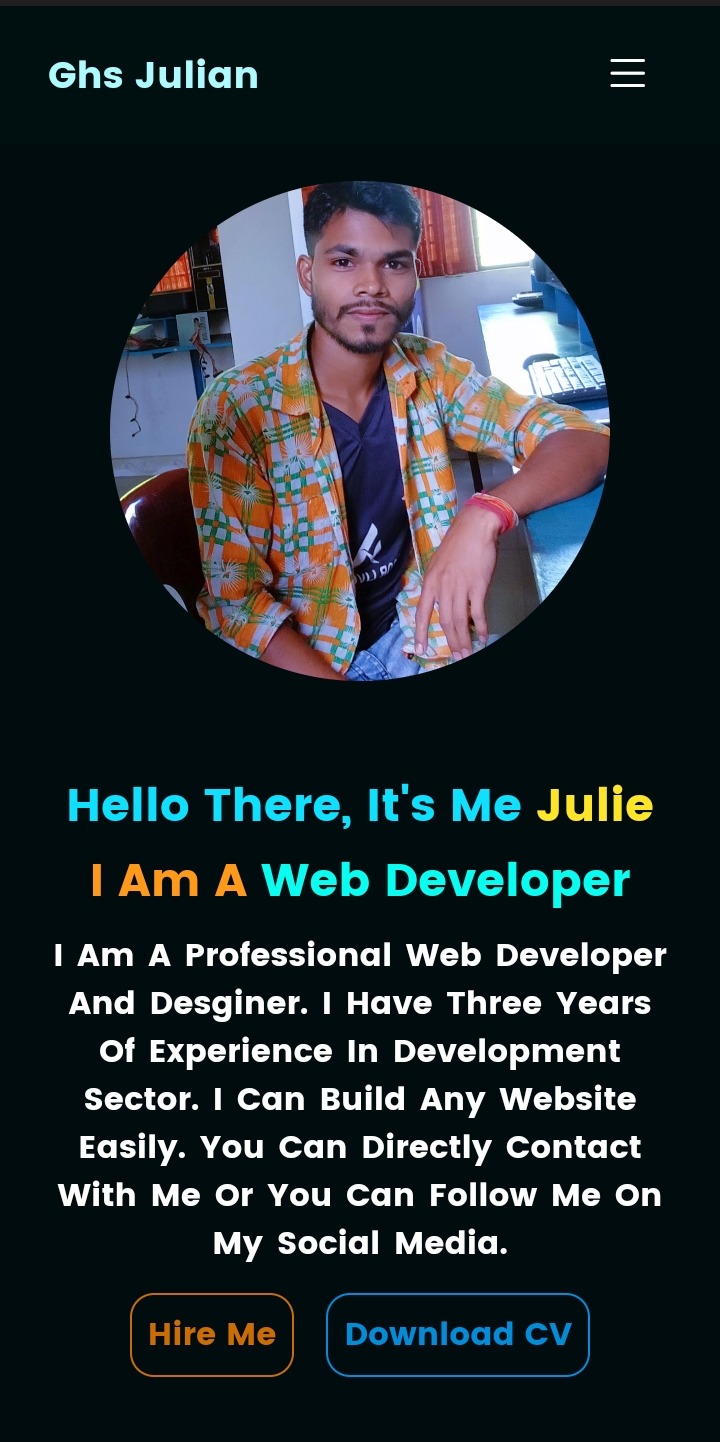 Ghs Julian
Hello There, It's Me Julie
I Am A Web Developer
I Am A Professional Web Developer
And Desginer. I Have Three Years
Of Experience In Development
Sector. I Can Build Any Website
Easily. You Can Directly Contact
With Me Or You Can Follow Me On
My Social Media.
Hire Me
Download CV